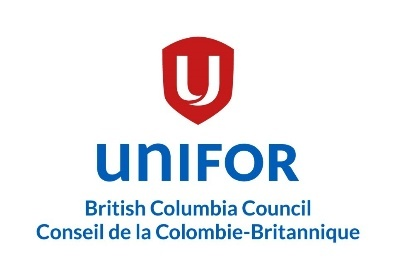 U
UNIFOR
British Columbia Council
Conseil de la Colombie-Britannique